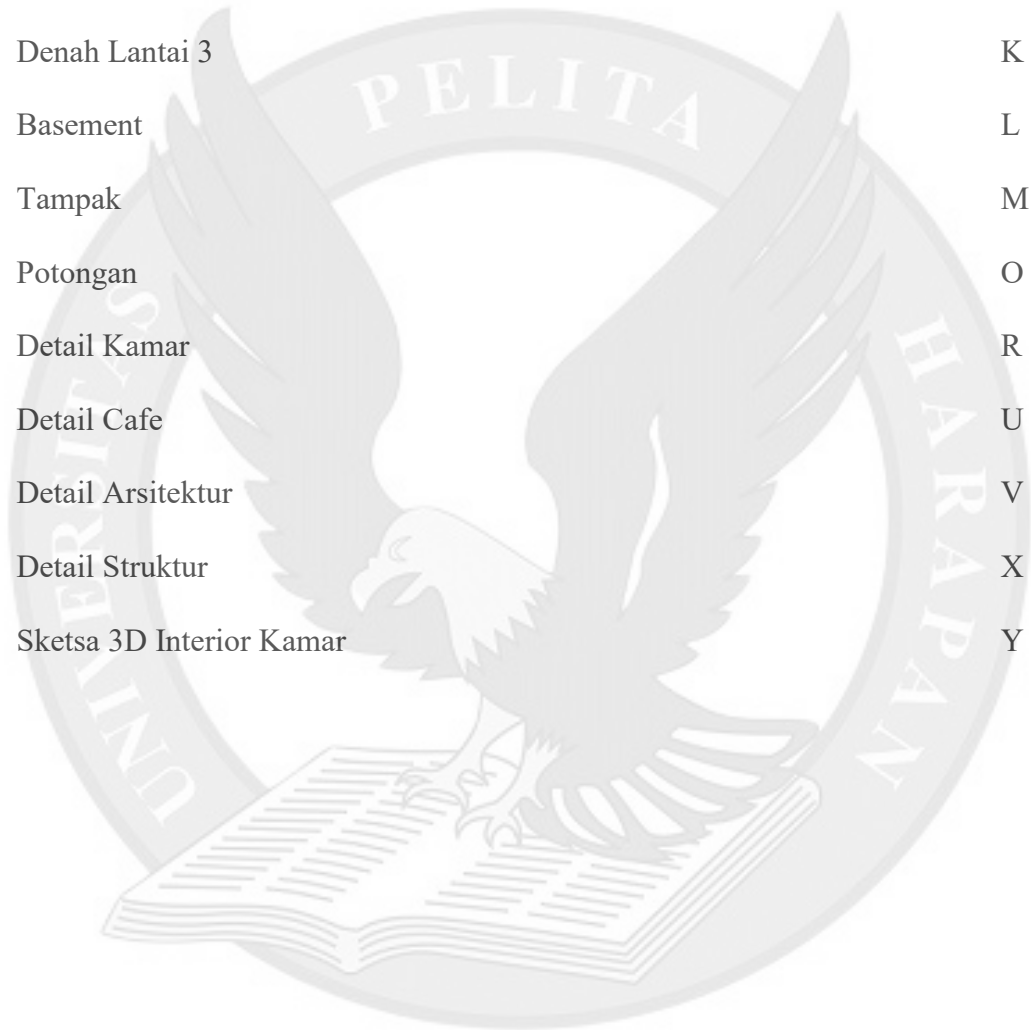 Denah Lantai 3 K
Basement L
Tampak M
Potongan O
Detail Kamar R
Detail Cafe U
Detail Arsitektur V
Detail Struktur X
Sketsa 3D Interior Kamar Y
UNIVERSITAS PELITA HARAPAN